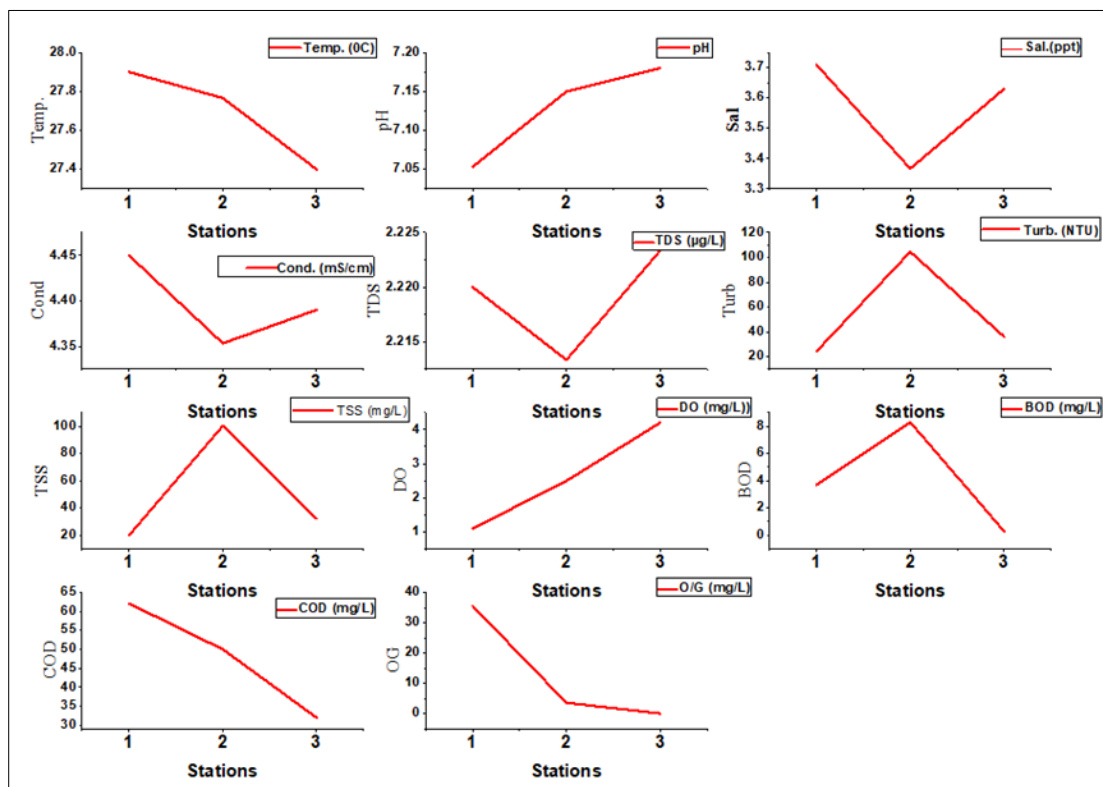 Temp. (0C)
28.0
27.8
27.6
27.4
Temp.
1 2 3
Stations
pH
7.20
7.15
7.10
7.05
pH
1 2 3
Stations
Sal.(ppt)
3.7
3.6
3.5
3.4
3.3
Sal
1 2 3
Stations
Cond. (mS/cm)
4.45
4.40
4.35
Cond
1 2 3
Stations
TDS (µg/L)
2.225
2.220
2.215
TDS
1 2 3
Stations
Turb. (NTU)
120
100
80
60
40
20
Turb
1 2 3
Stations
TSS (mg/L)
100
80
60
40
20
TSS
1 2 3
Stations
DO (mg/L))
4
3
2
1
DO
1 2 3
Stations
BOD (mg/L)
8
6
4
2
0
BOD
1 2 3
Stations
COD (mg/L)
65
60
55
50
45
40
35
30
COD
1 2 3
Stations
O/G (mg/L)
40
30
20
10
0
OG
1 2 3
Stations